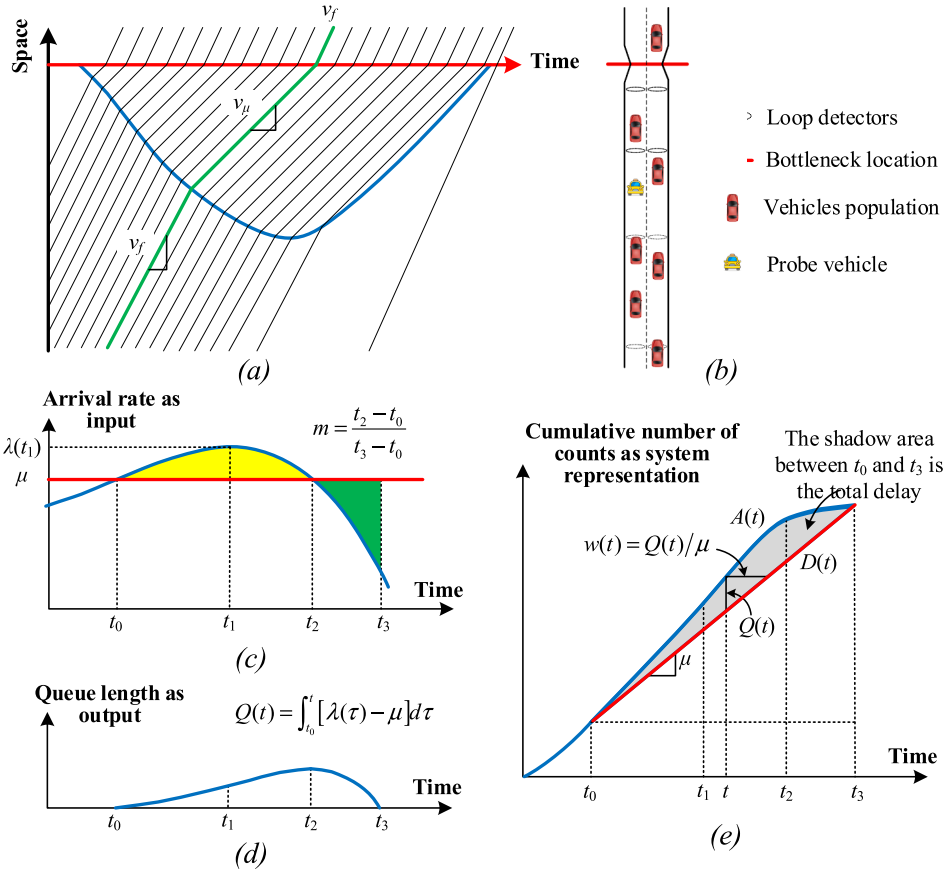 Space
v_f
Time
v_μ
v_f
(a)
Loop detectors
Bottleneck location
Vehicles population
Probe vehicle
(b)
Arrival rate as
input
m = (t_2 − t_0)/(t_3 − t_0)
λ(t_1)
μ
Time
t_0 t_1 t_2 t_3
(c)
Queue length as
output
Q(t) = ∫_{t_0}^{t} [λ(τ) − μ]dτ
Time
t_0 t_1 t_2 t_3
(d)
Cumulative number of
counts as system
representation
The shadow area
between t_0 and t_3 is
the total delay
A(t)
w(t) = Q(t)/μ
D(t)
Q(t)
μ
Time
t_0 t_1 t t_2 t_3
(e)